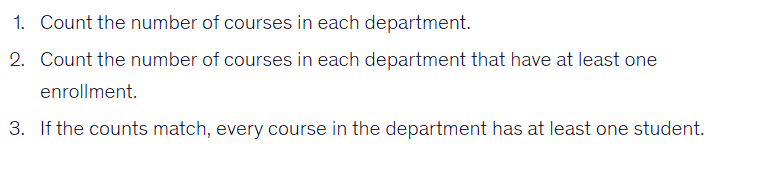 1. Count the number of courses in each department.
2. Count the number of courses in each department that have at least one
enrollment.
3. If the counts match, every course in the department has at least one student.